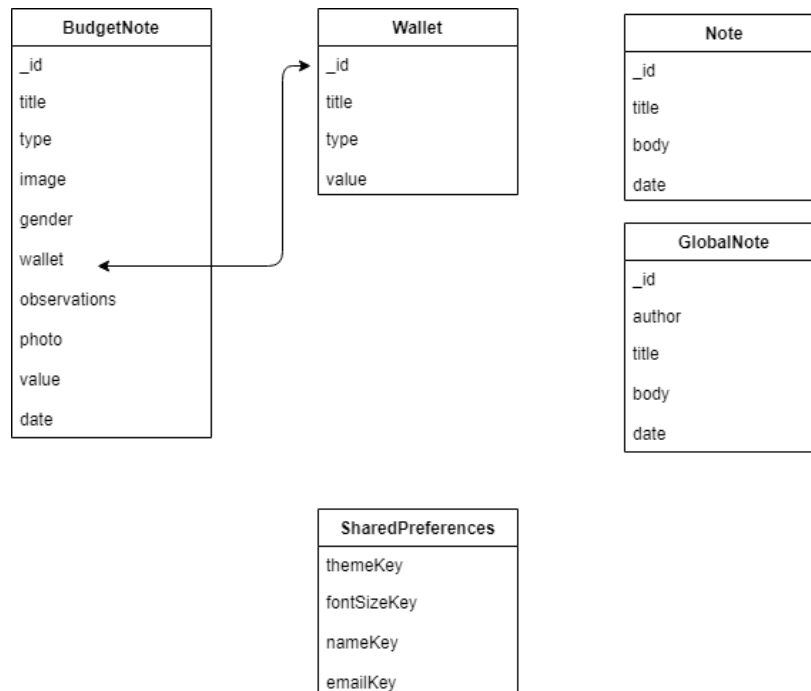 BudgetNote
_id
title
type
image
gender
wallet
observations
photo
value
date
Wallet
_id
title
type
value
Note
_id
title
body
date
GlobalNote
_id
author
title
body
date
SharedPreferences
themeKey
fontSizeKey
nameKey
emailKey